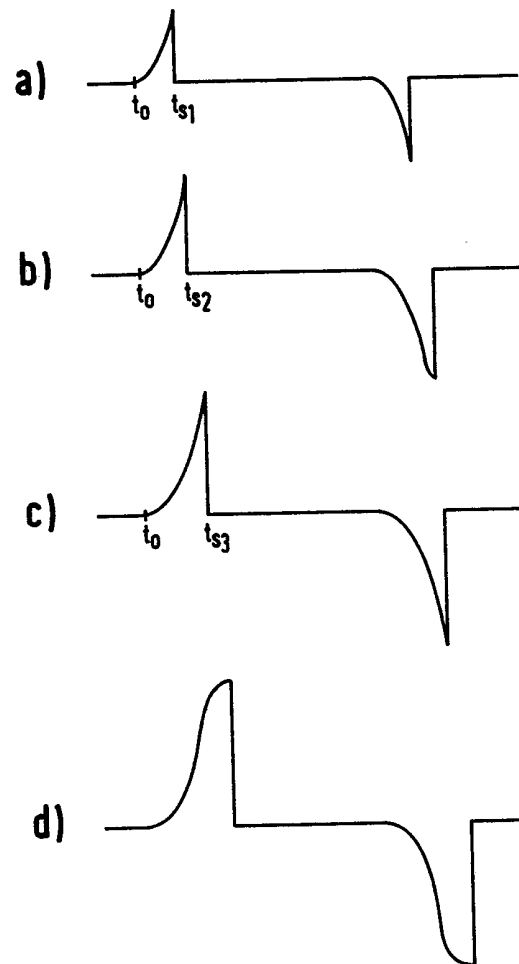 a)
t₀ tₛ₁
b)
t₀ tₛ₂
c)
t₀ tₛ₃
d)